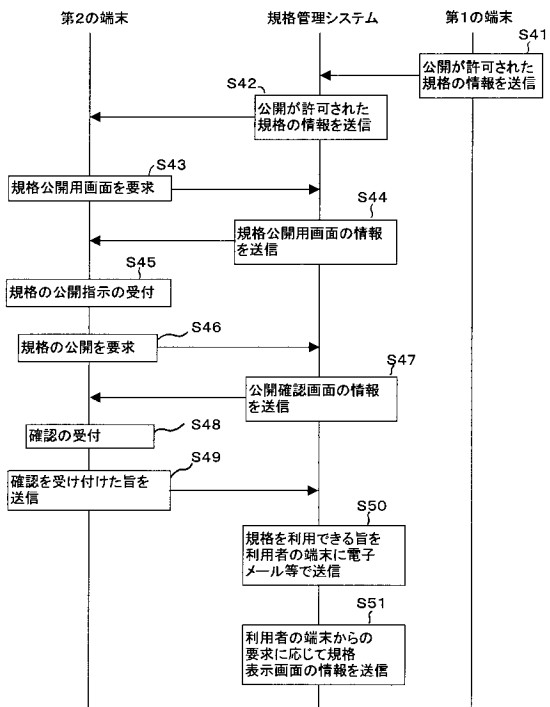 第2の端末
規格管理システム
第1の端末
S41
公開が許可された
規格の情報を送信
S42
公開が許可された
規格の情報を送信
S43
規格公開用画面を要求
S44
規格公開用画面の情報
を送信
S45
規格の公開指示の受付
S46
規格の公開を要求
S47
公開確認画面の情報
を送信
S48
確認の受付
S49
確認を受け付けた旨を
送信
S50
規格を利用できる旨を
利用者の端末に電子
メール等で送信
S51
利用者の端末からの
要求に応じて規格
表示画面の情報を送信